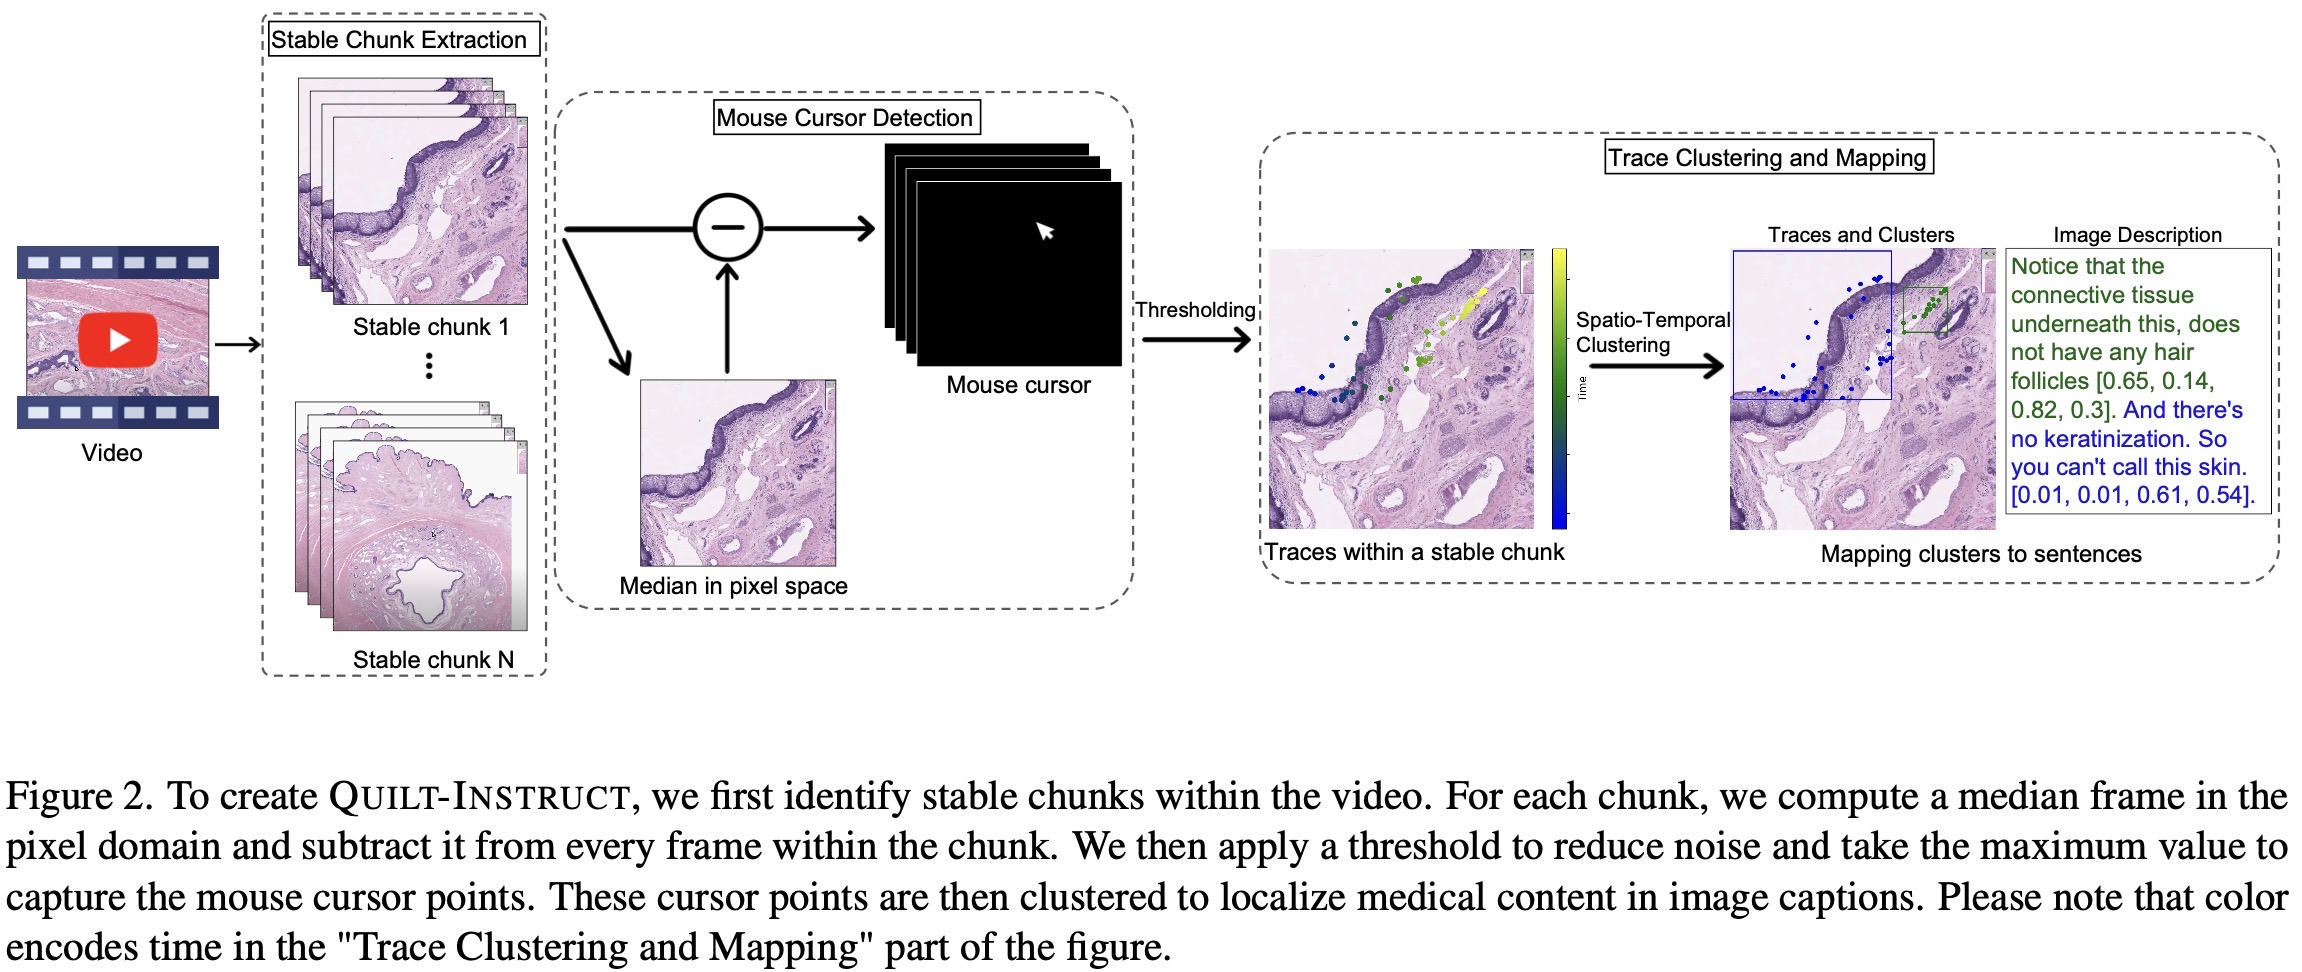 Stable Chunk Extraction
Stable chunk 1
Stable chunk N
Video
Mouse Cursor Detection
Mouse cursor
Median in pixel space
Thresholding
Trace Clustering and Mapping
Time
Traces within a stable chunk
Spatio-Temporal
Clustering
Traces and Clusters
Image Description
Notice that the
connective tissue
underneath this, does
not have any hair
follicles [0.65, 0.14,
0.82, 0.3]. And there's
no keratinization. So
you can't call this skin.
[0.01, 0.01, 0.61, 0.54].
Mapping clusters to sentences
Figure 2. To create QUILT-INSTRUCT, we first identify stable chunks within the video. For each chunk, we compute a median frame in the
pixel domain and subtract it from every frame within the chunk. We then apply a threshold to reduce noise and take the maximum value to
capture the mouse cursor points. These cursor points are then clustered to localize medical content in image captions. Please note that color
encodes time in the "Trace Clustering and Mapping" part of the figure.